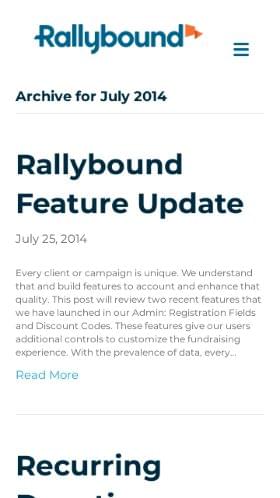 Rallybound
Archive for July 2014
Rallybound
Feature Update
July 25, 2014
Every client or campaign is unique. We understand
that and build features to account and enhance that
quality. This post will review two recent features that
we have launched in our Admin: Registration Fields
and Discount Codes. These features give our users
additional controls to customize the fundraising
experience. With the prevalence of data, every...
Read More
Recurring